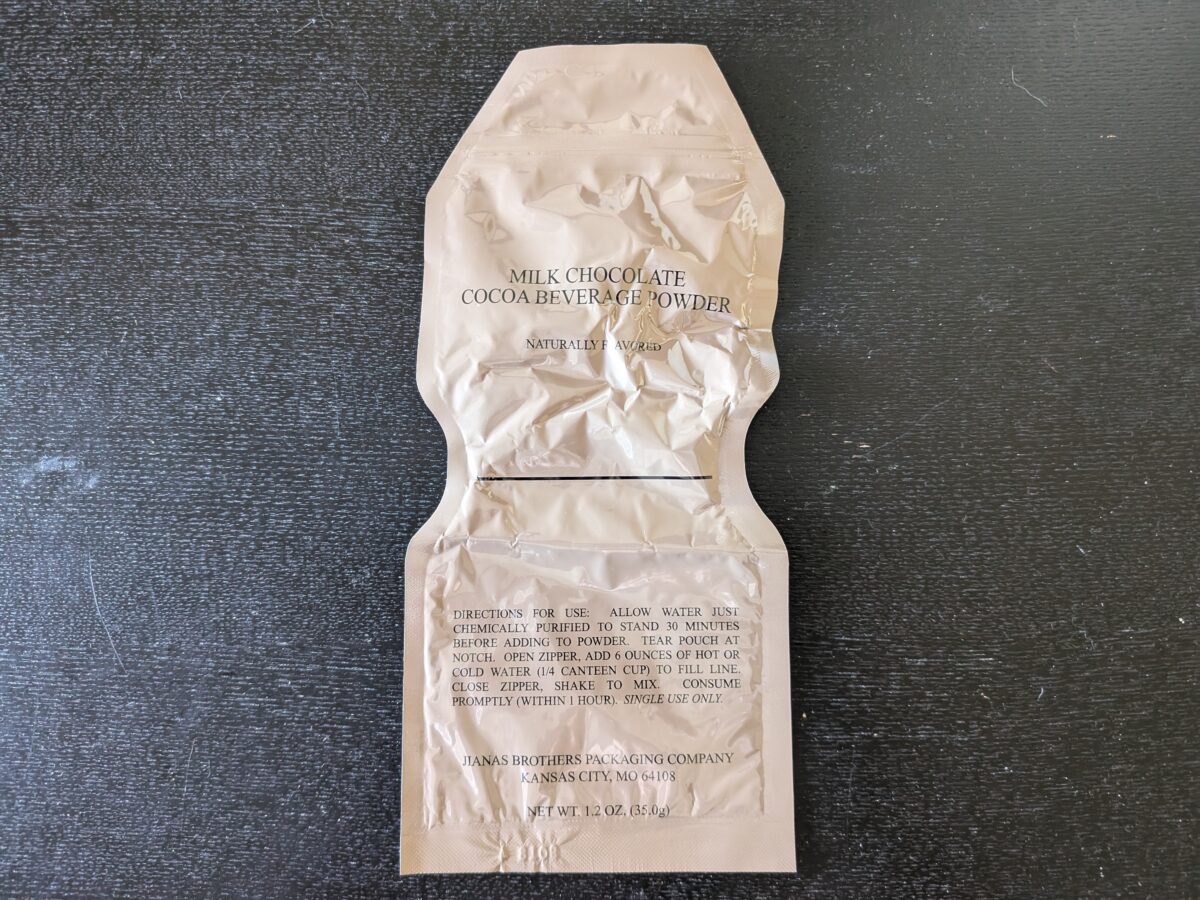 MILK CHOCOLATE
COCOA BEVERAGE POWDER
NATURALLY FLAVORED
DIRECTIONS FOR USE: ALLOW WATER JUST
CHEMICALLY PURIFIED TO STAND 30 MINUTES
BEFORE ADDING TO POWDER. TEAR POUCH AT
NOTCH. OPEN ZIPPER, ADD 6 OUNCES OF HOT OR
COLD WATER (1/4 CANTEEN CUP) TO FILL LINE.
CLOSE ZIPPER, SHAKE TO MIX. CONSUME
PROMPTLY (WITHIN 1 HOUR). SINGLE USE ONLY.
JIANAS BROTHERS PACKAGING COMPANY
KANSAS CITY, MO 64108
NET WT. 1.2 OZ. (35.0g)